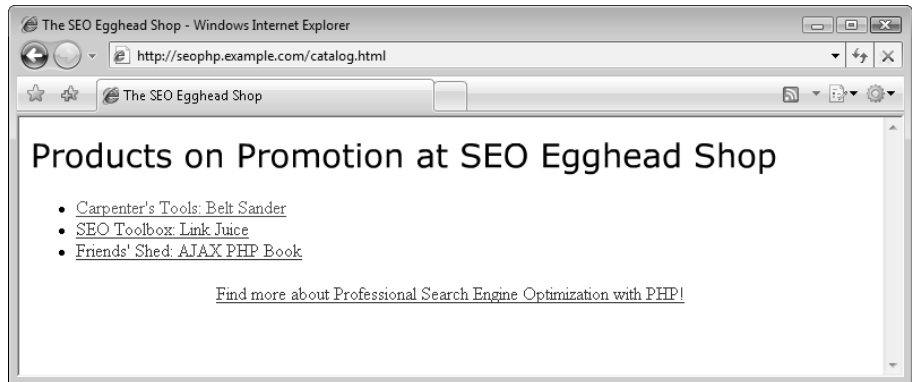 The SEO Egghead Shop - Windows Internet Explorer
http://seophp.example.com/catalog.html
The SEO Egghead Shop
Products on Promotion at SEO Egghead Shop
• Carpenter's Tools: Belt Sander
• SEO Toolbox: Link Juice
• Friends' Shed: AJAX PHP Book
Find more about Professional Search Engine Optimization with PHP!